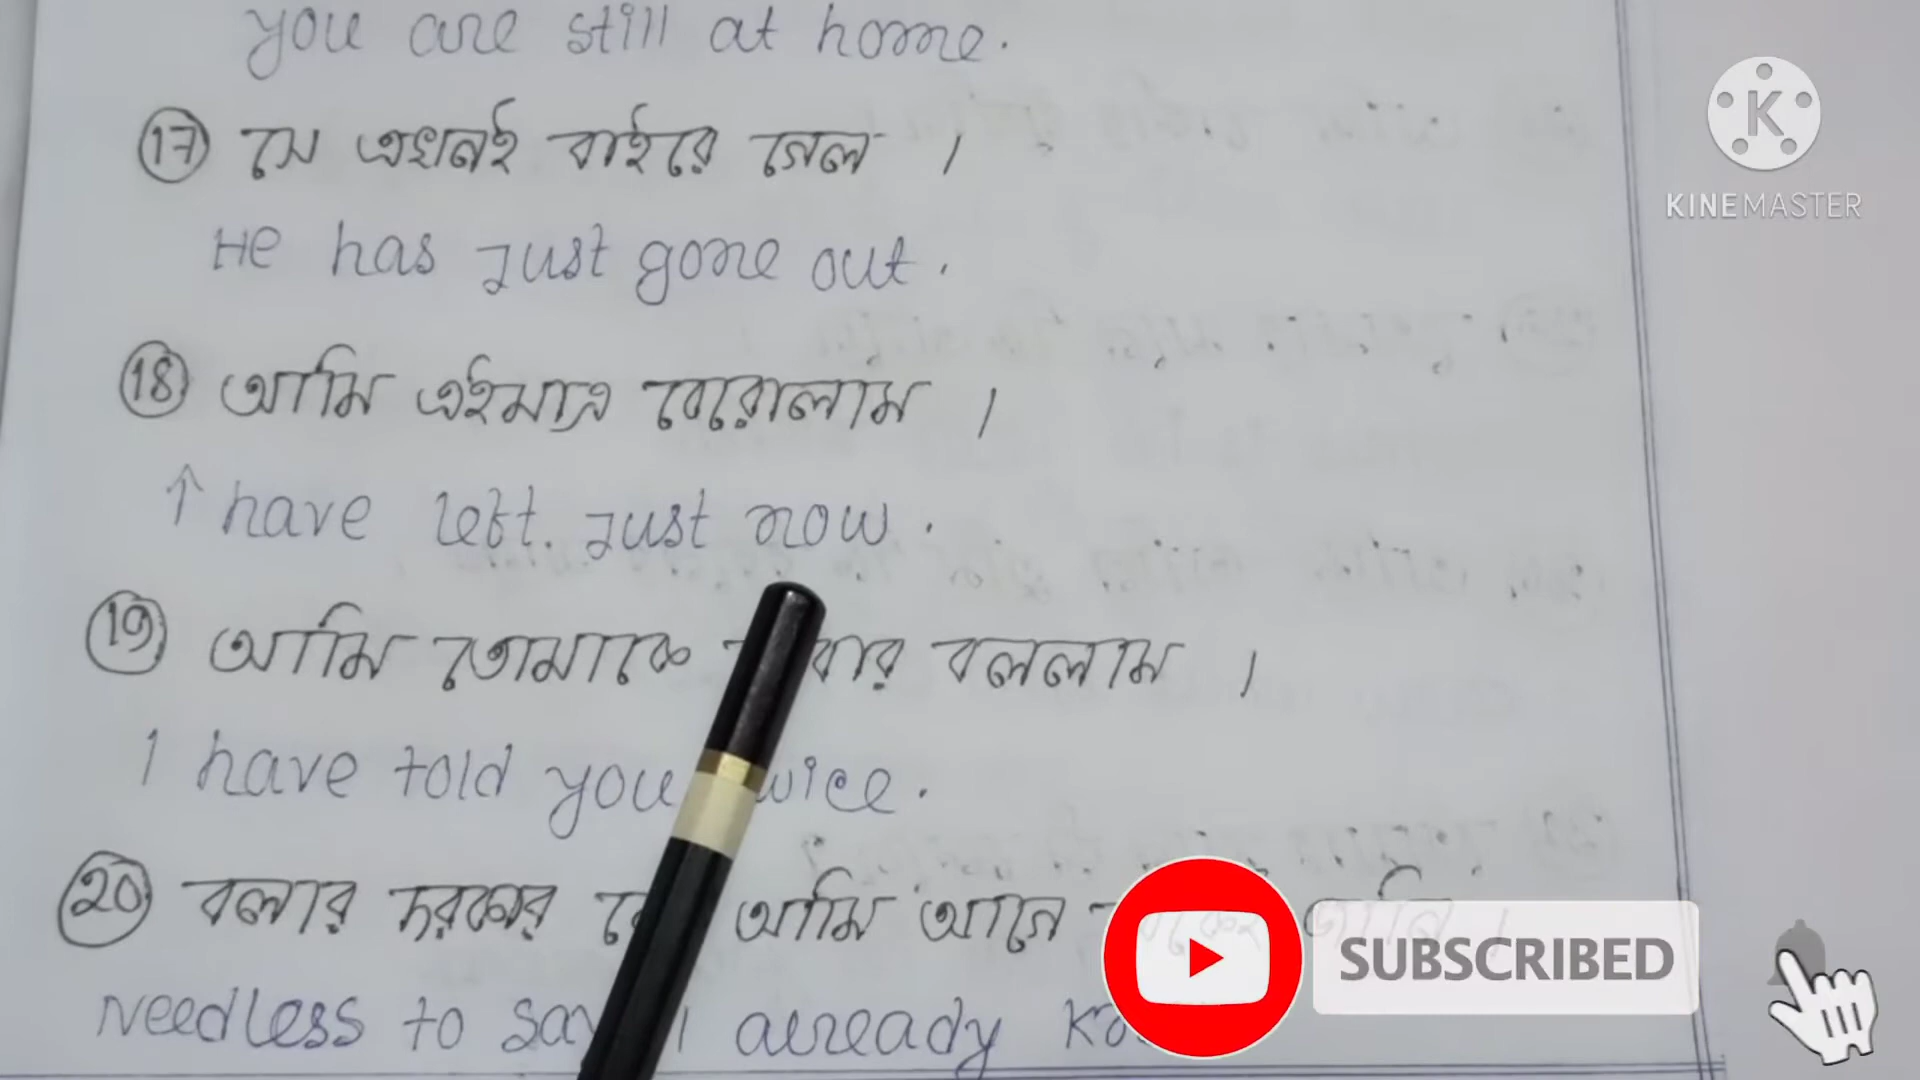 you are still at home.
17 সে এখনই বাইরে গেল ।
He has Just gone out.
18 আমি এইমাত্র বেরোলাম ।
I have left. Just now.
19 আমি তোমাকে বার বললাম ।
I have told you wice.
20 বলার দরকার আমি আগে জানি ।
Needless to say I already
KINEMASTER
SUBSCRIBED